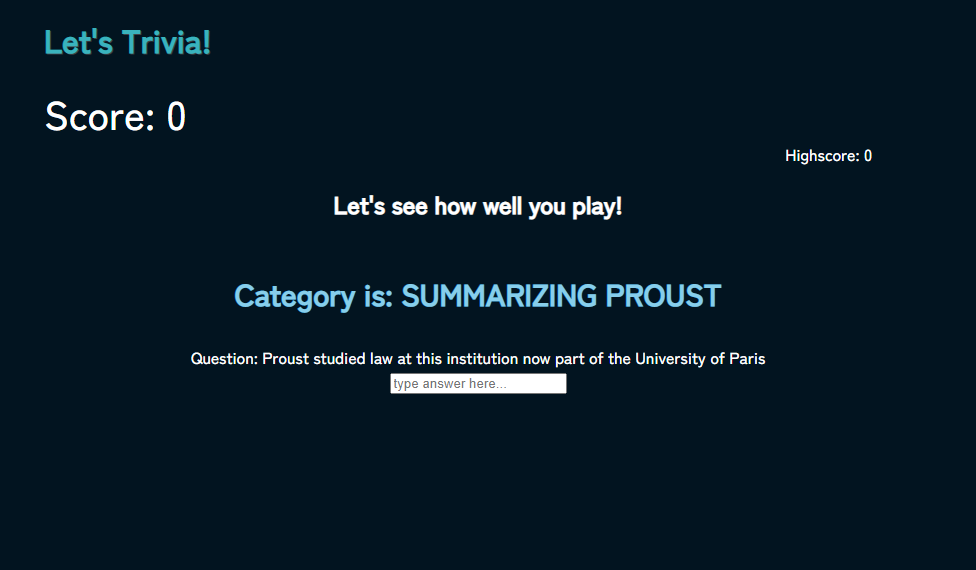 Let's Trivia!
Score: 0
Highscore: 0
Let's see how well you play!
Category is: SUMMARIZING PROUST
Question: Proust studied law at this institution now part of the University of Paris
type answer here...